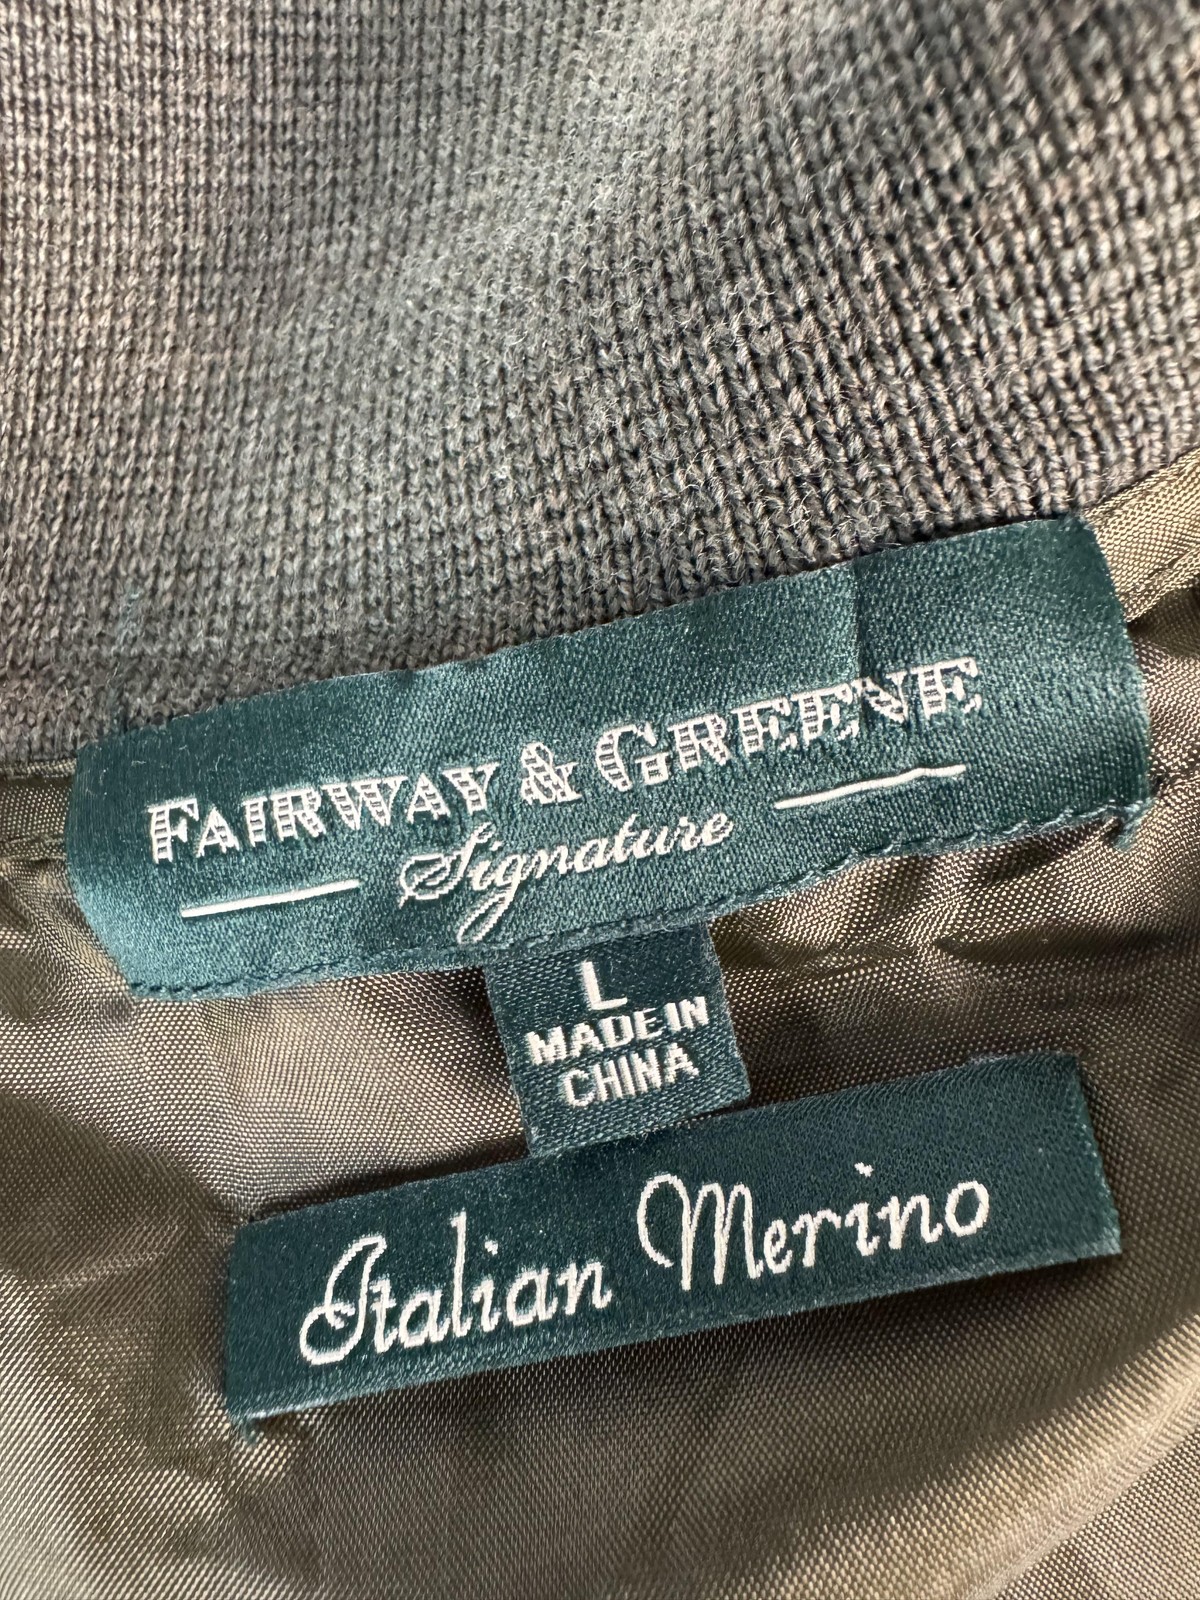 FAIRWAY & GREENE
Signature
L
MADE IN
CHINA
Italian Merino